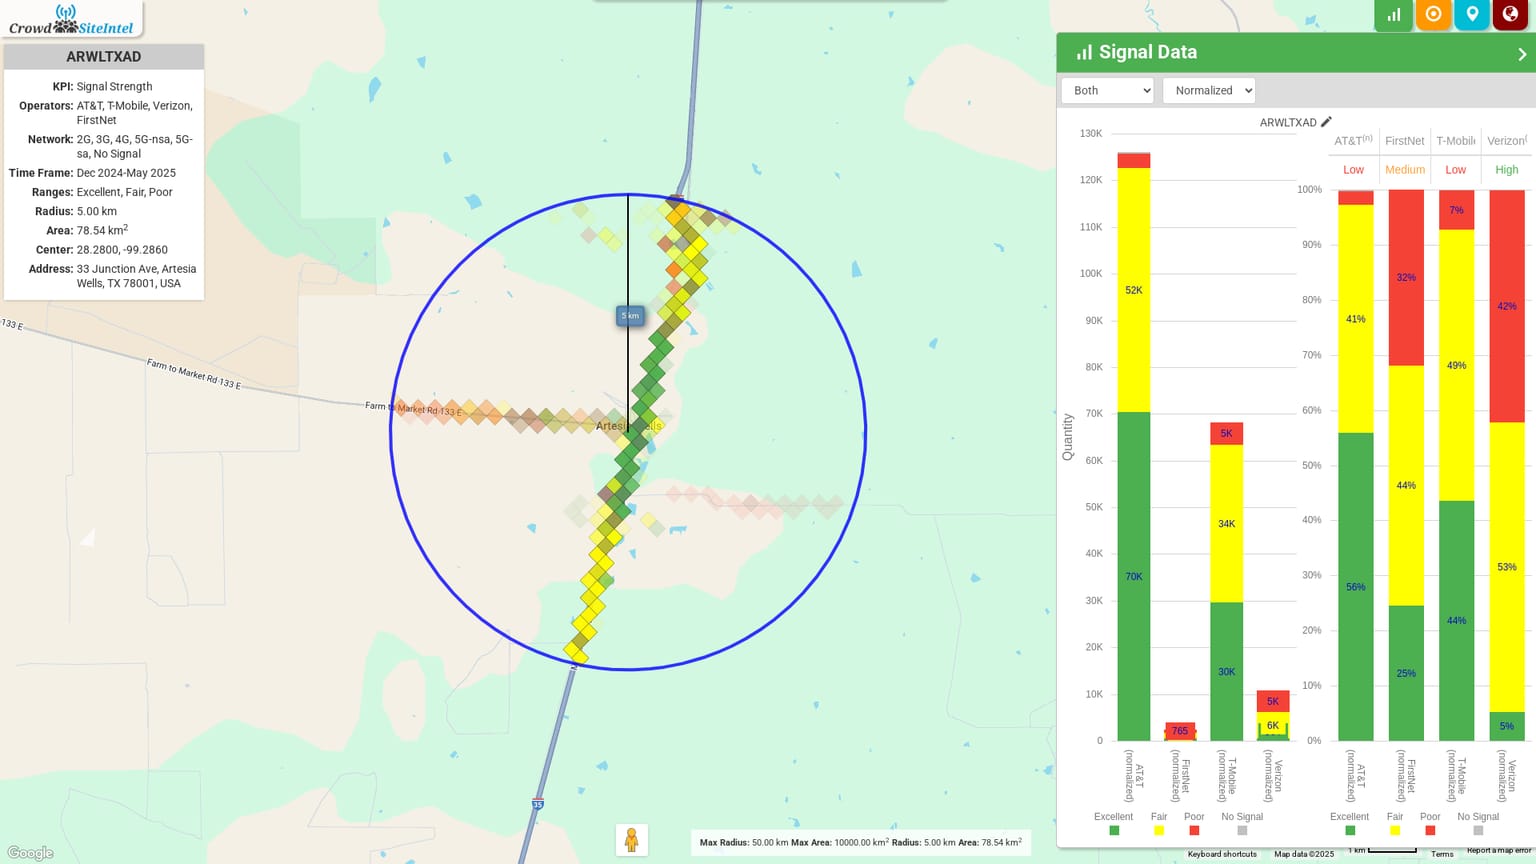 CrowdSiteIntel
ARWLTXAD
KPI: Signal Strength
Operators: AT&T, T-Mobile, Verizon,
FirstNet
Network: 2G, 3G, 4G, 5G-nsa, 5G-
sa, No Signal
Time Frame: Dec 2024-May 2025
Ranges: Excellent, Fair, Poor
Radius: 5.00 km
Area: 78.54 km²
Center: 28.2800, -99.2860
Address: 33 Junction Ave, Artesia
Wells, TX 78001, USA
133 E
Farm to Market Rd 133 E
Farm to Market Rd 133 E
5 km
35
Google
Max Radius: 50.00 km Max Area: 10000.00 km² Radius: 5.00 km Area: 78.54 km²
Signal Data
Both
Normalized
ARWLTXAD
Quantity
130K
120K
110K
100K
90K
80K
70K
60K
50K
40K
30K
20K
10K
0
52K
70K
765
5K
34K
30K
5K
6K
AT&T (normalized)
FirstNet (normalized)
T-Mobile (normalized)
Verizon (normalized)
Excellent Fair Poor No Signal
AT&T(n) FirstNet T-Mobile Verizon(
Low Medium Low High
100%
90%
80%
70%
60%
50%
40%
30%
20%
10%
0%
41%
56%
32%
44%
25%
7%
49%
44%
42%
53%
5%
AT&T (normalized)
FirstNet (normalized)
T-Mobile (normalized)
Verizon (normalized)
Excellent Fair Poor No Signal
Keyboard shortcuts Map data ©2025 1 km Terms Report a map error